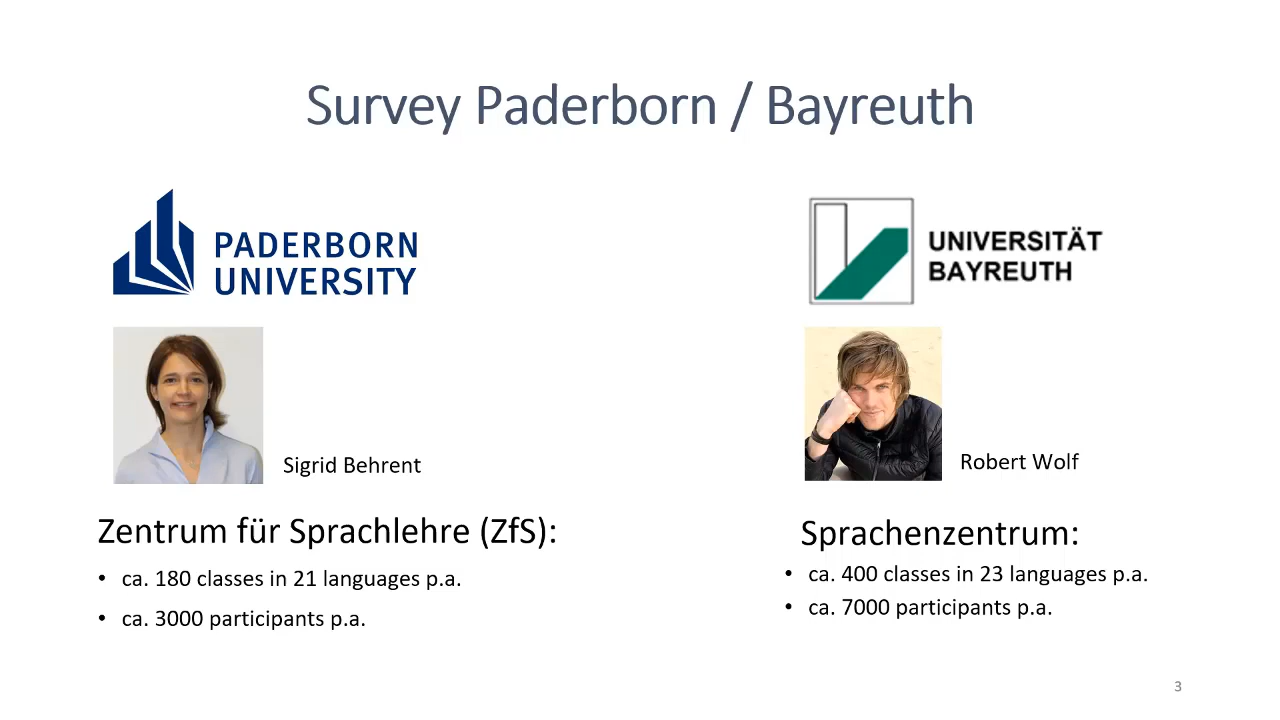 Survey Paderborn / Bayreuth
PADERBORN
UNIVERSITY
Sigrid Behrent
Zentrum für Sprachlehre (ZfS):
• ca. 180 classes in 21 languages p.a.
• ca. 3000 participants p.a.
UNIVERSITÄT
BAYREUTH
Robert Wolf
Sprachenzentrum:
• ca. 400 classes in 23 languages p.a.
• ca. 7000 participants p.a.
3